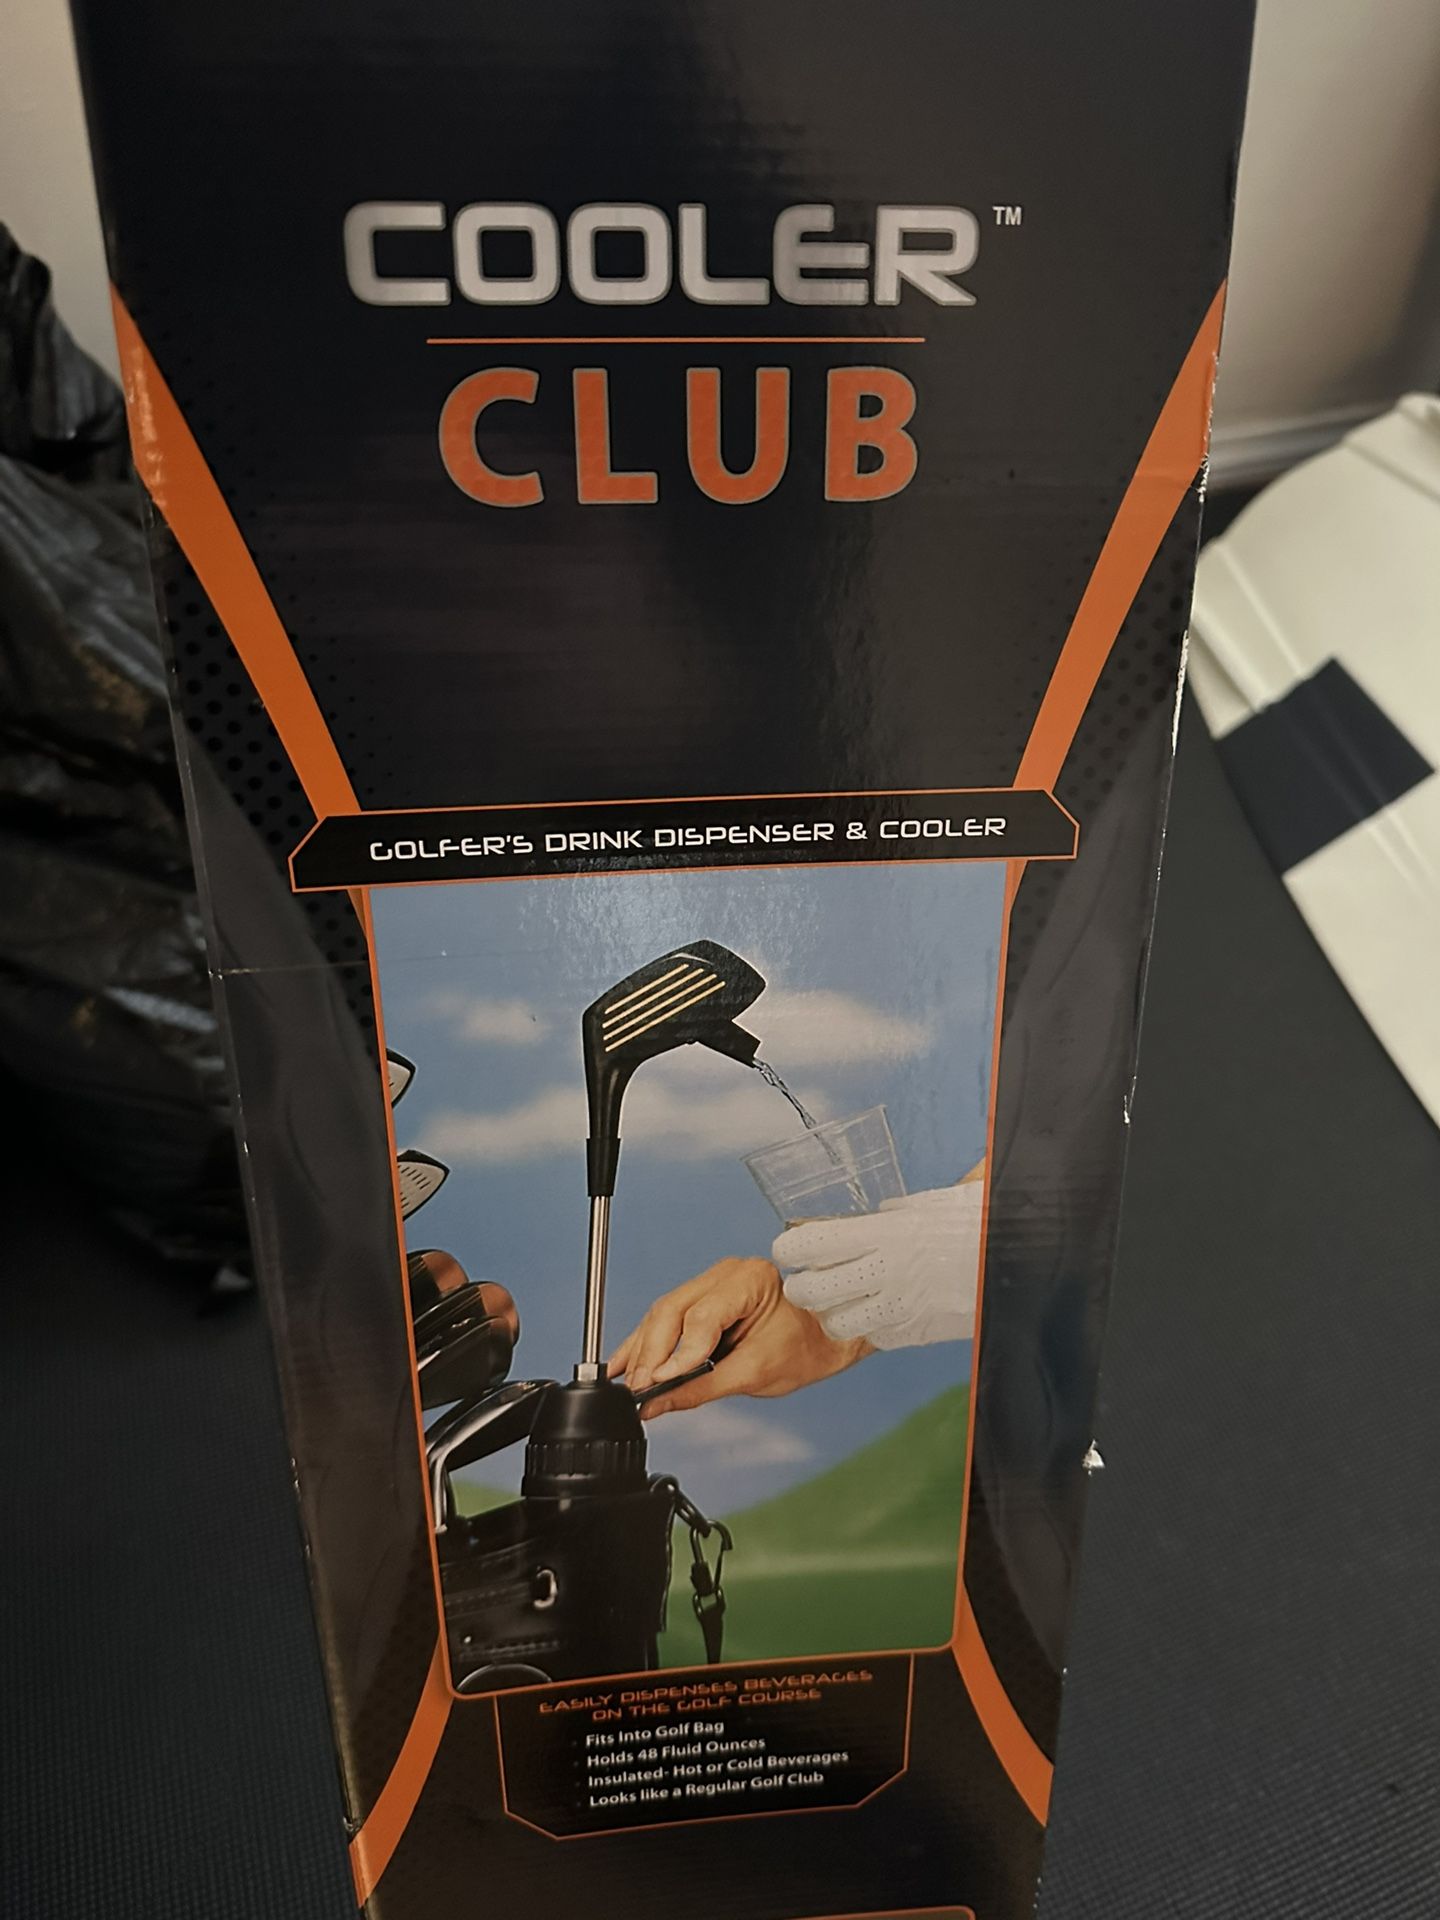 COOLER™
CLUB
GOLFER'S DRINK DISPENSER & COOLER
EASILY DISPENSES BEVERAGES
ON THE GOLF COURSE
Fits Into Golf Bag
Holds 48 Fluid Ounces
Insulated- Hot or Cold Beverages
Looks like a Regular Golf Club